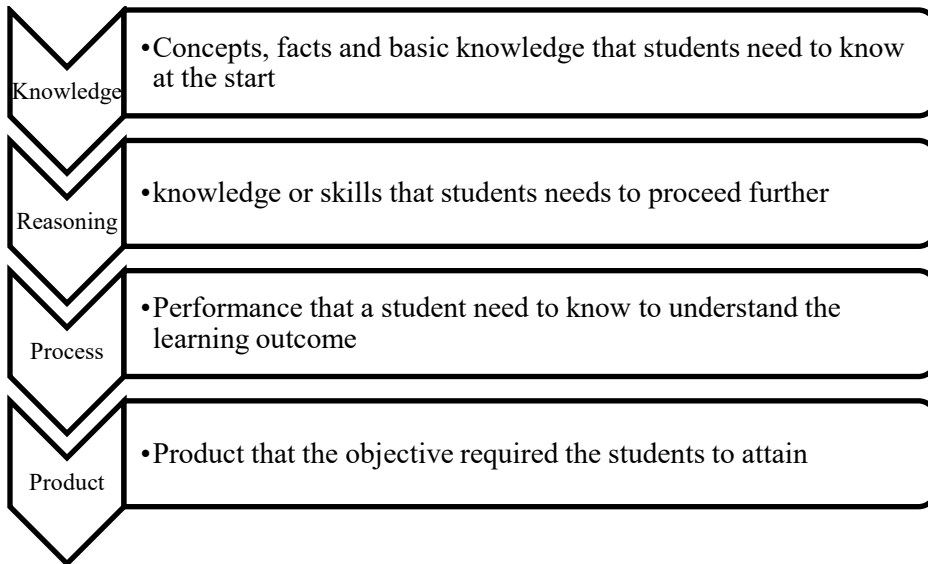 Knowledge
•Concepts, facts and basic knowledge that students need to know
at the start
Reasoning
•knowledge or skills that students needs to proceed further
Process
•Performance that a student need to know to understand the
learning outcome
Product
•Product that the objective required the students to attain